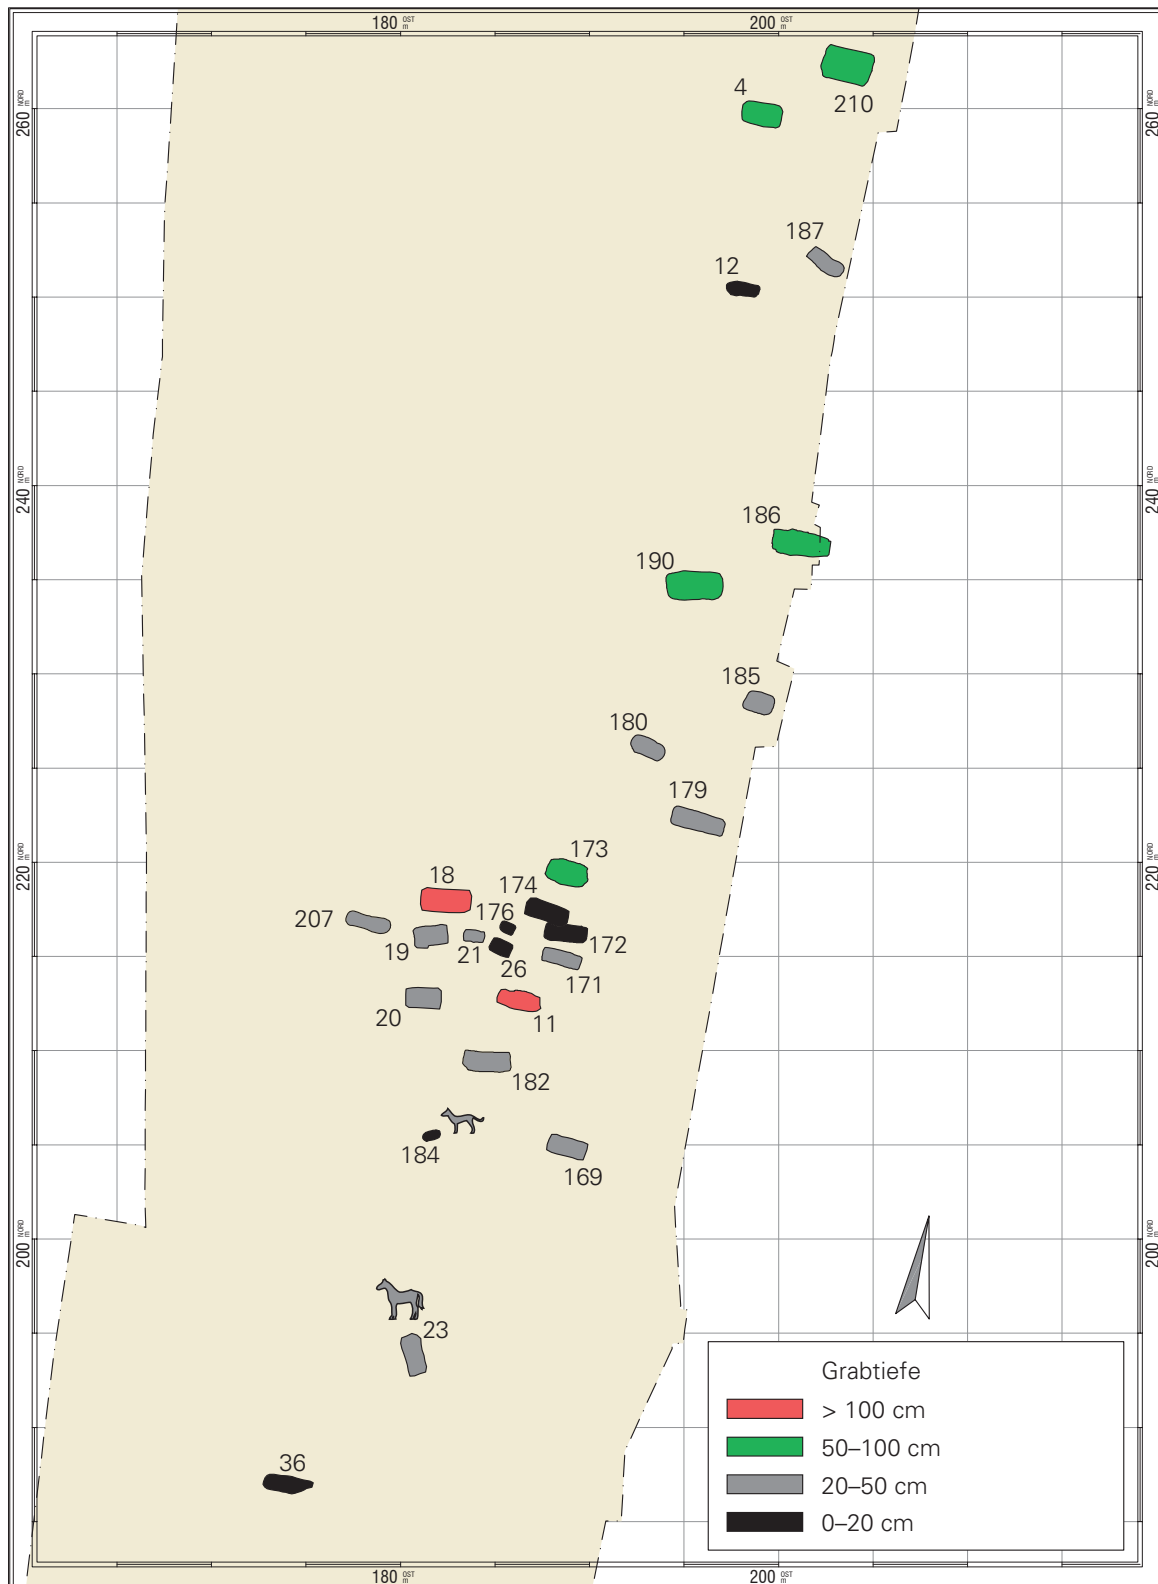 180 OST m
200 OST m
260 NORD m
260 NORD m
4
210
187
12
240 NORD m
240 NORD m
186
190
185
180
179
220 NORD m
220 NORD m
173
18
174
176
207
19
21
26
172
171
20
11
182
184
169
200 NORD m
200 NORD m
23
36
Grabtiefe
> 100 cm
50–100 cm
20–50 cm
0–20 cm
180 OST m
200 OST m